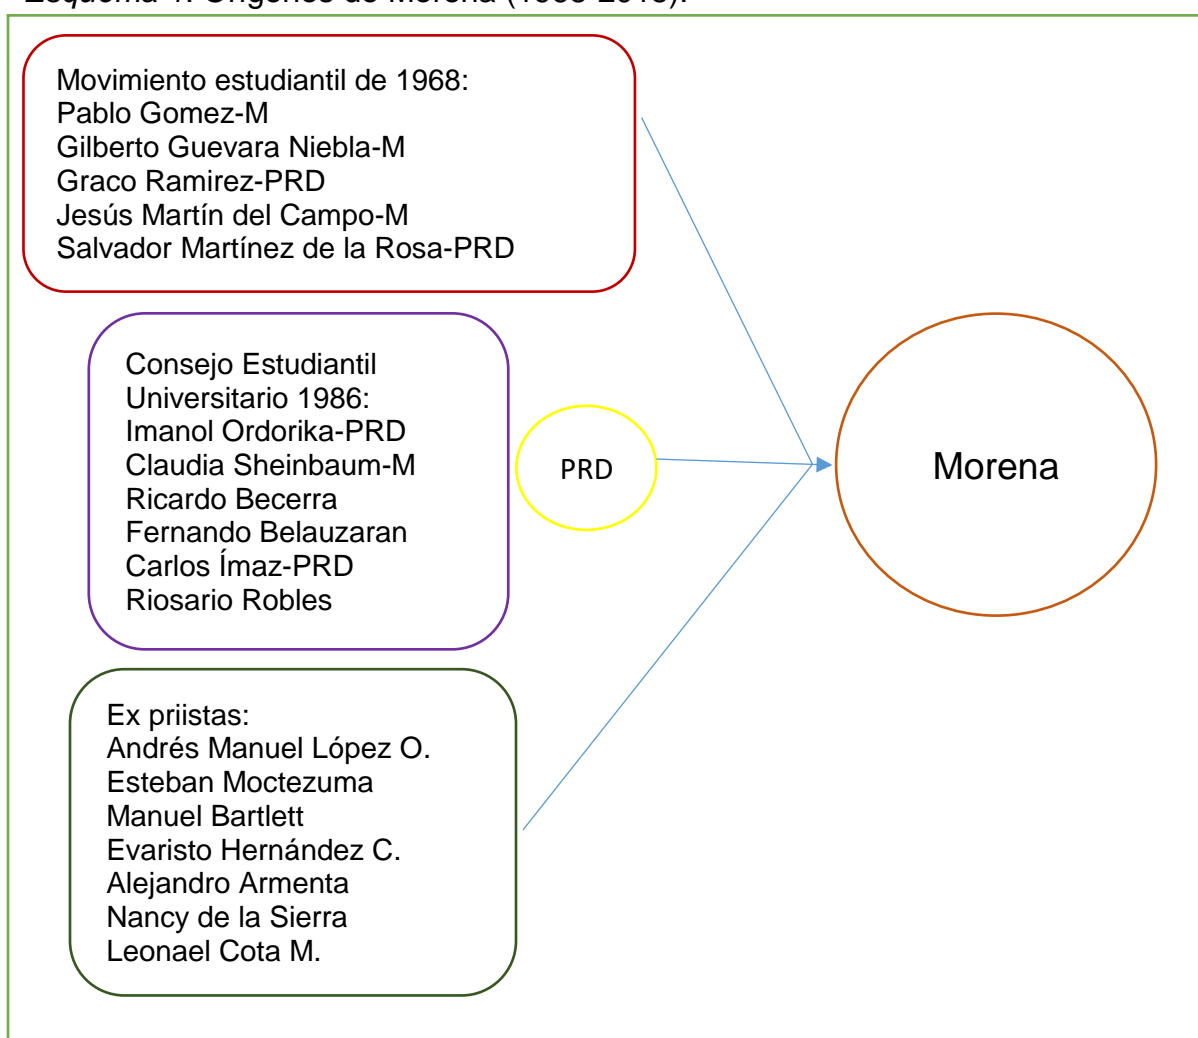 Movimiento estudiantil de 1968:
Pablo Gomez-M
Gilberto Guevara Niebla-M
Graco Ramirez-PRD
Jesús Martín del Campo-M
Salvador Martínez de la Rosa-PRD
Consejo Estudiantil
Universitario 1986:
Imanol Ordorika-PRD
Claudia Sheinbaum-M
Ricardo Becerra
Fernando Belauzaran
Carlos Ímaz-PRD
Riosario Robles
PRD
Morena
Ex priistas:
Andrés Manuel López O.
Esteban Moctezuma
Manuel Bartlett
Evaristo Hernández C.
Alejandro Armenta
Nancy de la Sierra
Leonael Cota M.